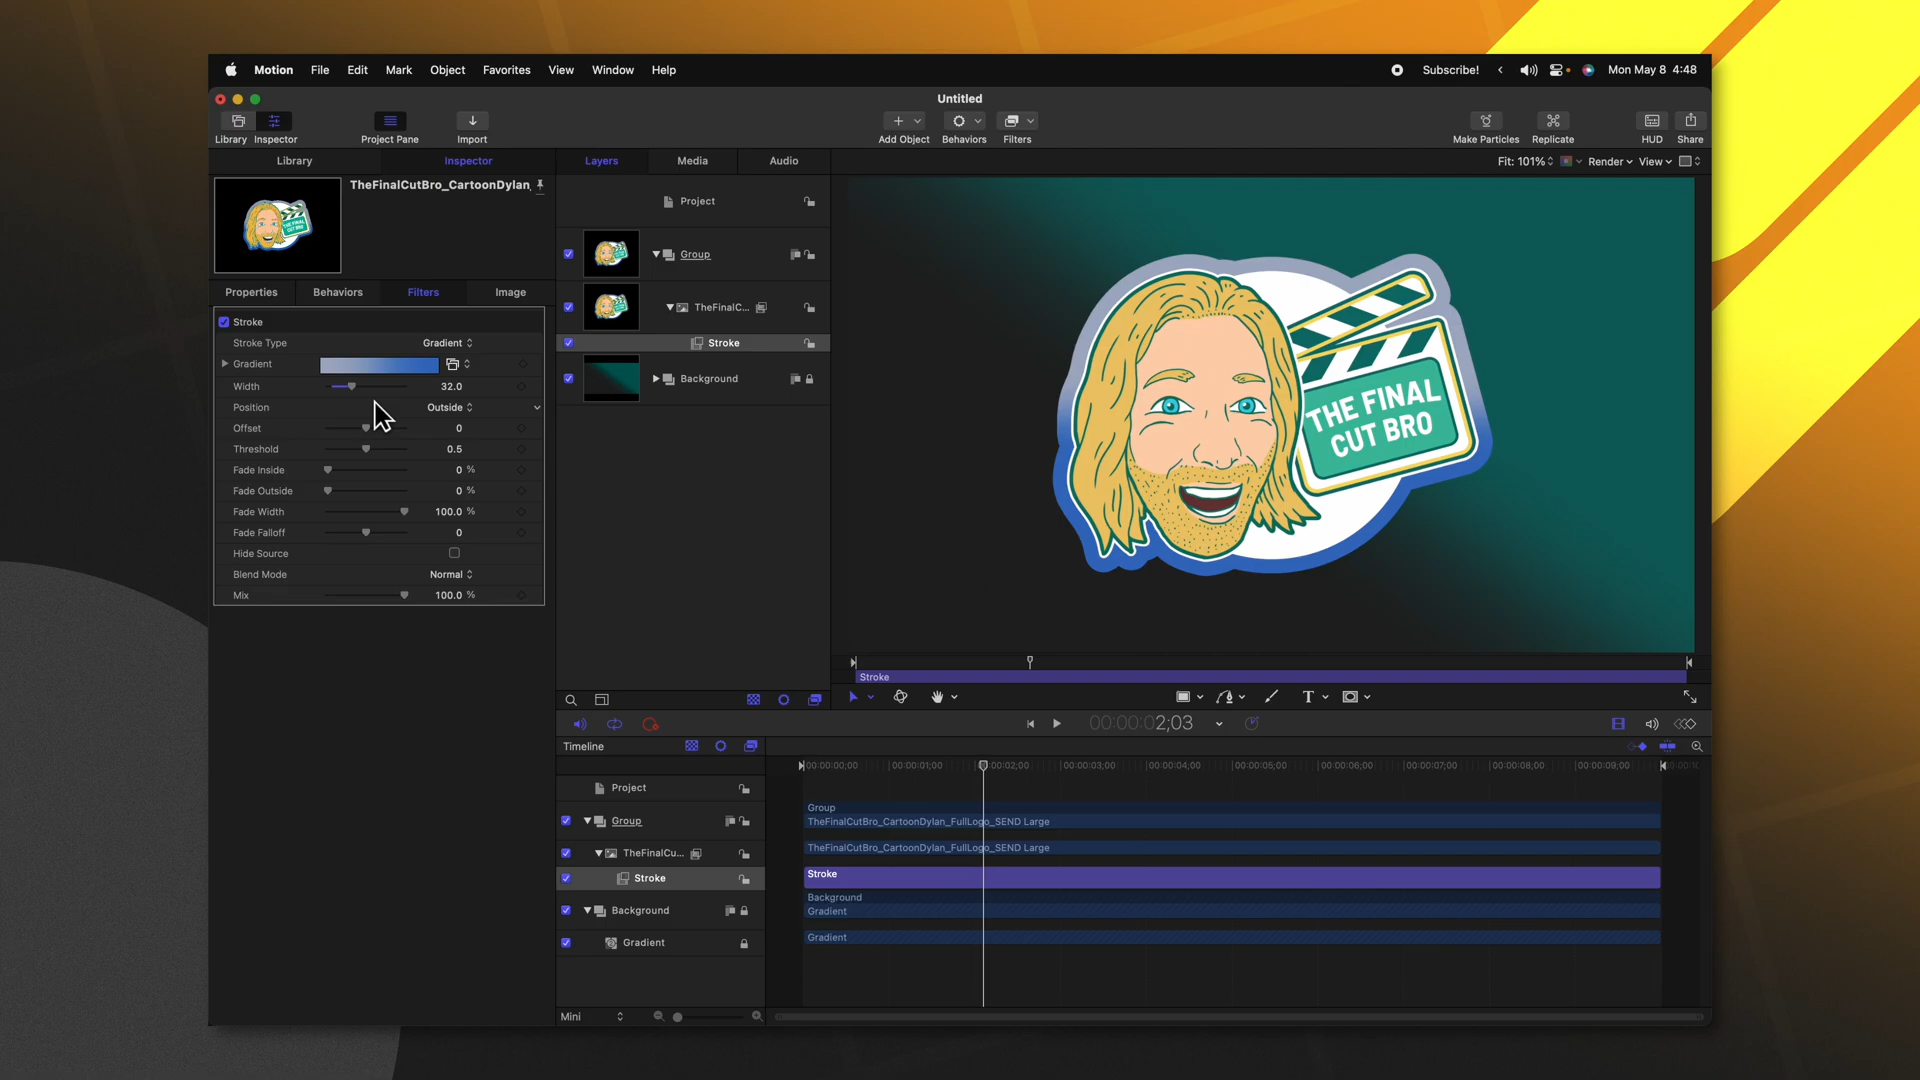 Motion File Edit Mark Object Favorites View Window Help
Subscribe! Mon May 8 4:48
Untitled
Library Inspector Project Pane Import
Add Object Behaviors Filters
Make Particles Replicate HUD Share
Library Inspector
Layers Media Audio
Fit: 101% Render View
TheFinalCutBro_CartoonDylan
Properties Behaviors Filters Image
Stroke
Stroke Type Gradient
Gradient
Width 32.0
Position Outside
Offset 0
Threshold 0.5
Fade Inside 0 %
Fade Outside 0 %
Fade Width 100.0 %
Fade Falloff 0
Hide Source
Blend Mode Normal
Mix 100.0 %
Project
Group
TheFinalC...
Stroke
Background
THE FINAL
CUT BRO
Stroke
T
00:00:02;03
Timeline
00:00:00;00 00:00:01;00 00:00:02;00 00:00:03;00 00:00:04;00 00:00:05;00 00:00:06;00 00:00:07;00 00:00:08;00 00:00:09;00
Project
Group
TheFinalCu...
Stroke
Background
Gradient
Group
TheFinalCutBro_CartoonDylan_FullLogo_SEND Large
TheFinalCutBro_CartoonDylan_FullLogo_SEND Large
Stroke
Background
Gradient
Gradient
Mini